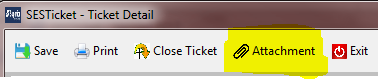 SESTicket - Ticket Detail
Save Print Close Ticket Attachment Exit